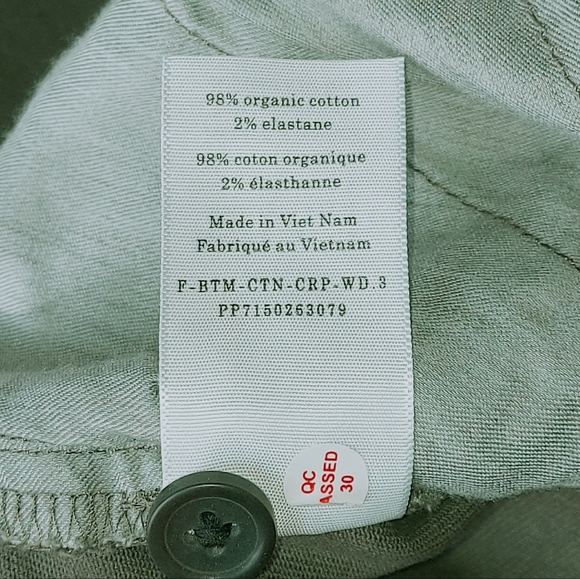 98% organic cotton
2% elastane
98% coton organique
2% élasthanne
Made in Viet Nam
Fabriqué au Vietnam
F-BTM-CTN-CRP-WD.3
PP7150263079
QC
ASSED
30